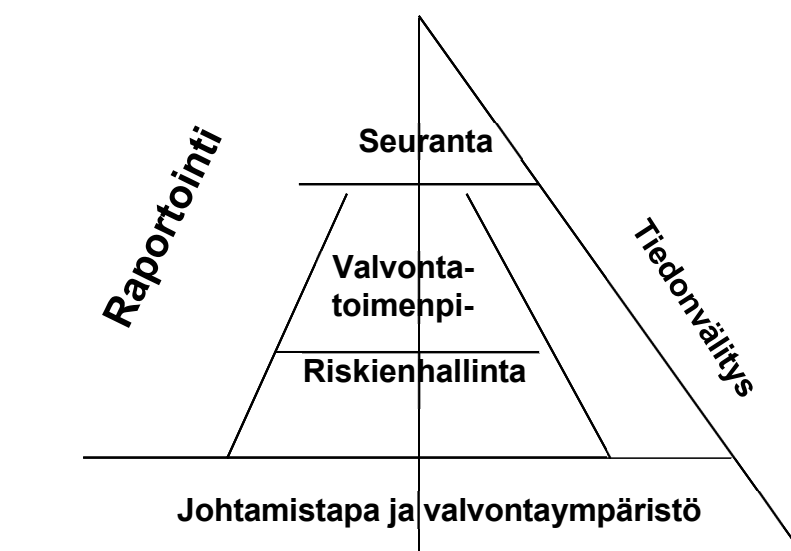 Seuranta
Raportointi
Tiedonvälitys
Valvonta-
toimenpi-
Riskienhallinta
Johtamistapa ja valvontaympäristö